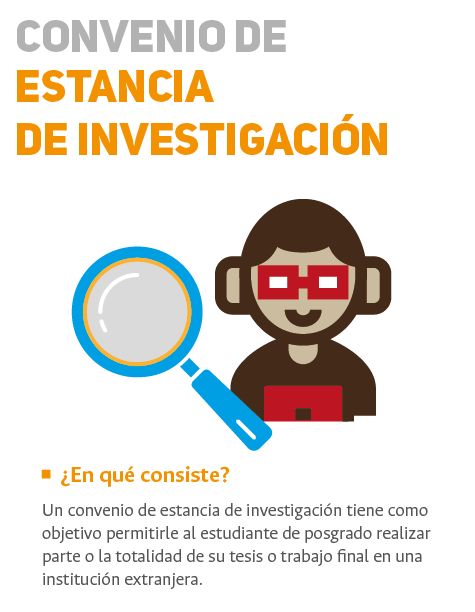 CONVENIO DE
ESTANCIA
DE INVESTIGACIÓN
¿En qué consiste?
Un convenio de estancia de investigación tiene como
objetivo permitirle al estudiante de posgrado realizar
parte o la totalidad de su tesis o trabajo final en una
institución extranjera.